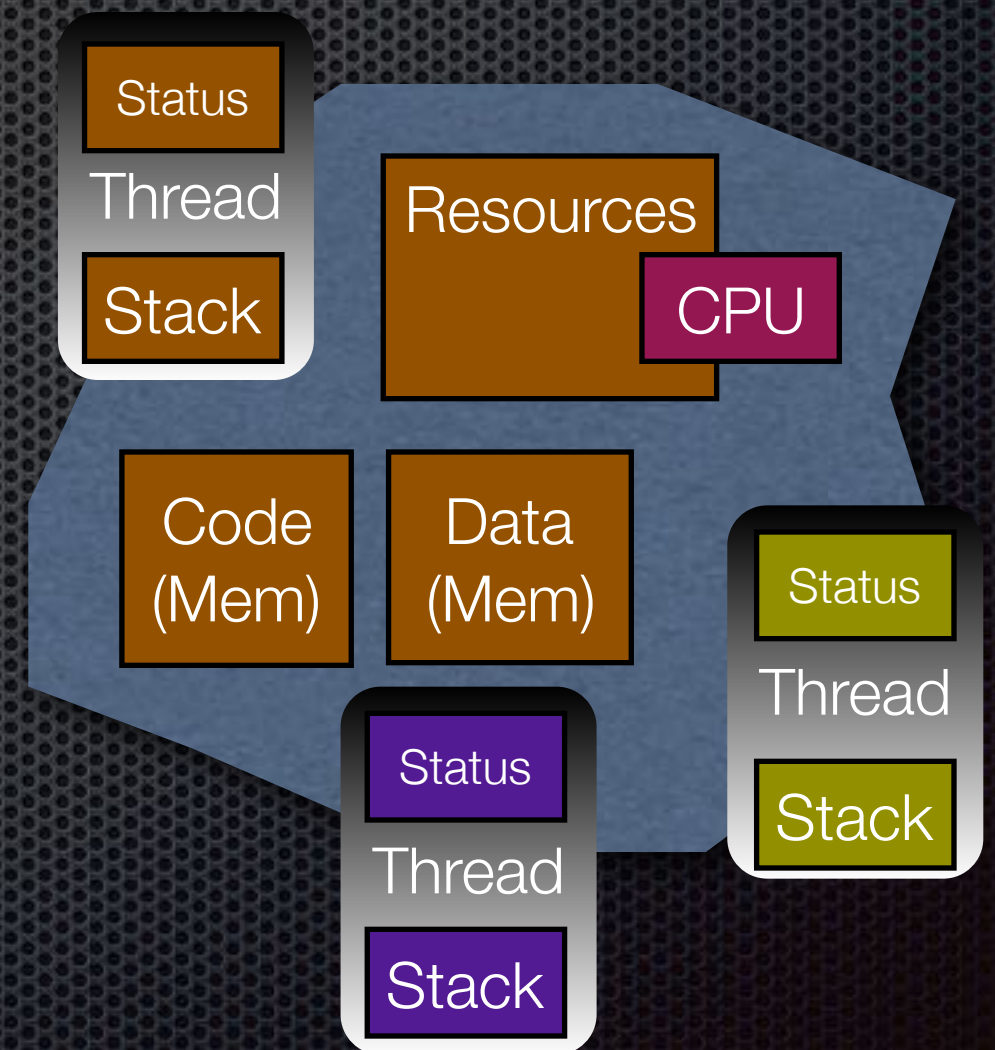 Status
Thread
Stack
Resources
CPU
Code
(Mem)
Data
(Mem)
Status
Thread
Stack
Status
Thread
Stack